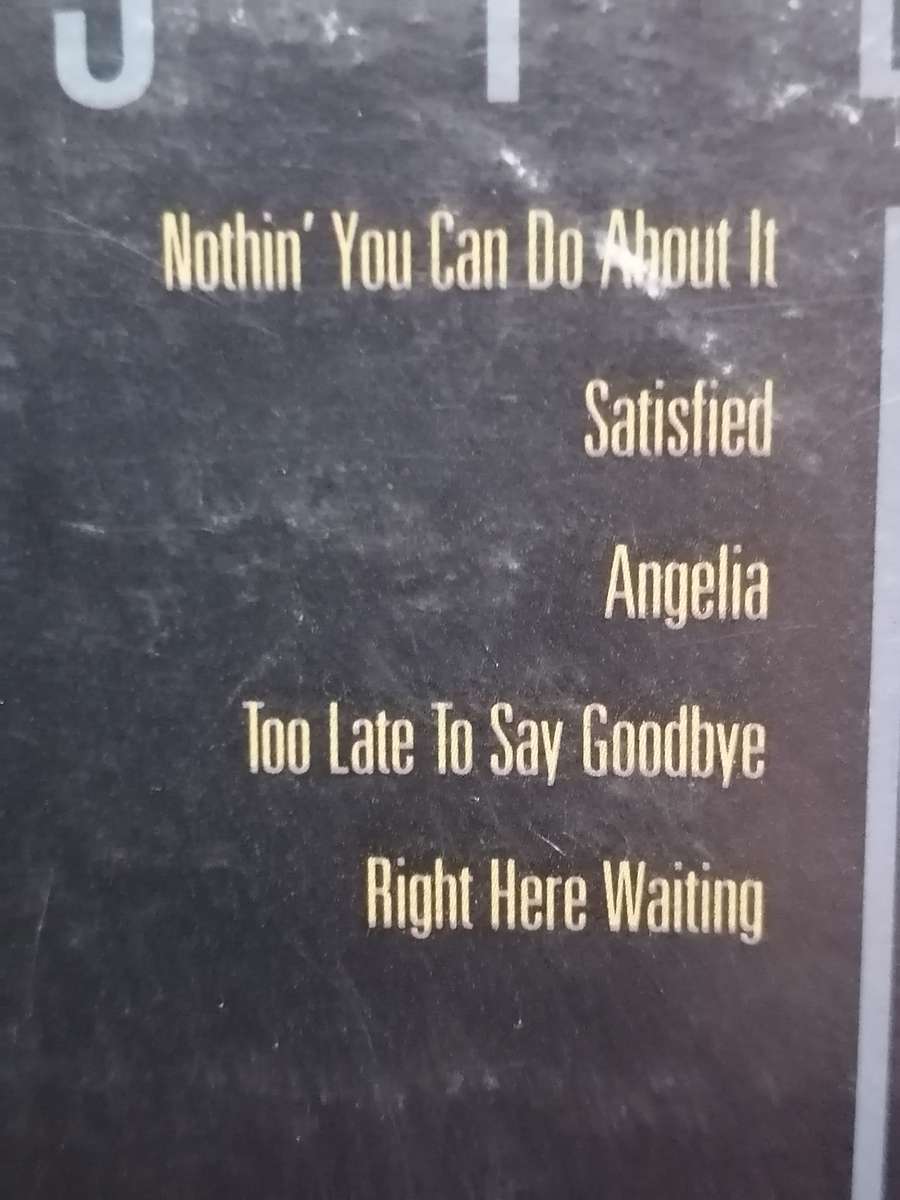 Nothin' You Can Do About It
Satisfied
Angelia
Too Late To Say Goodbye
Right Here Waiting